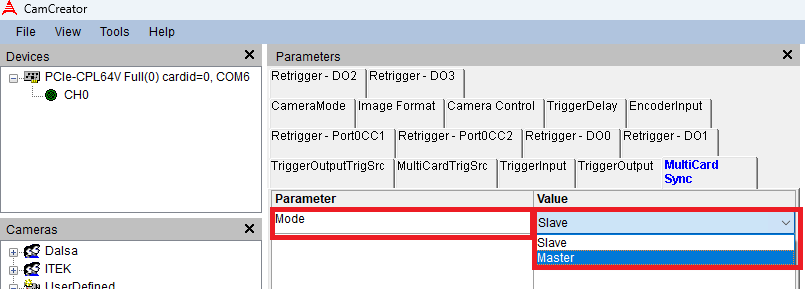 CamCreator
File View Tools Help
Devices
PCIe-CPL64V Full(0) cardid=0, COM6
CH0
Cameras
Dalsa
ITEK
UserDefined
Parameters
Retrigger - DO2 Retrigger - DO3
CameraMode Image Format Camera Control TriggerDelay EncoderInput
Retrigger - Port0CC1 Retrigger - Port0CC2 Retrigger - DO0 Retrigger - DO1
TriggerOutputTrigSrc MultiCardTrigSrc TriggerInput TriggerOutput MultiCard
Sync
Parameter Value
Mode Slave
Slave
Master